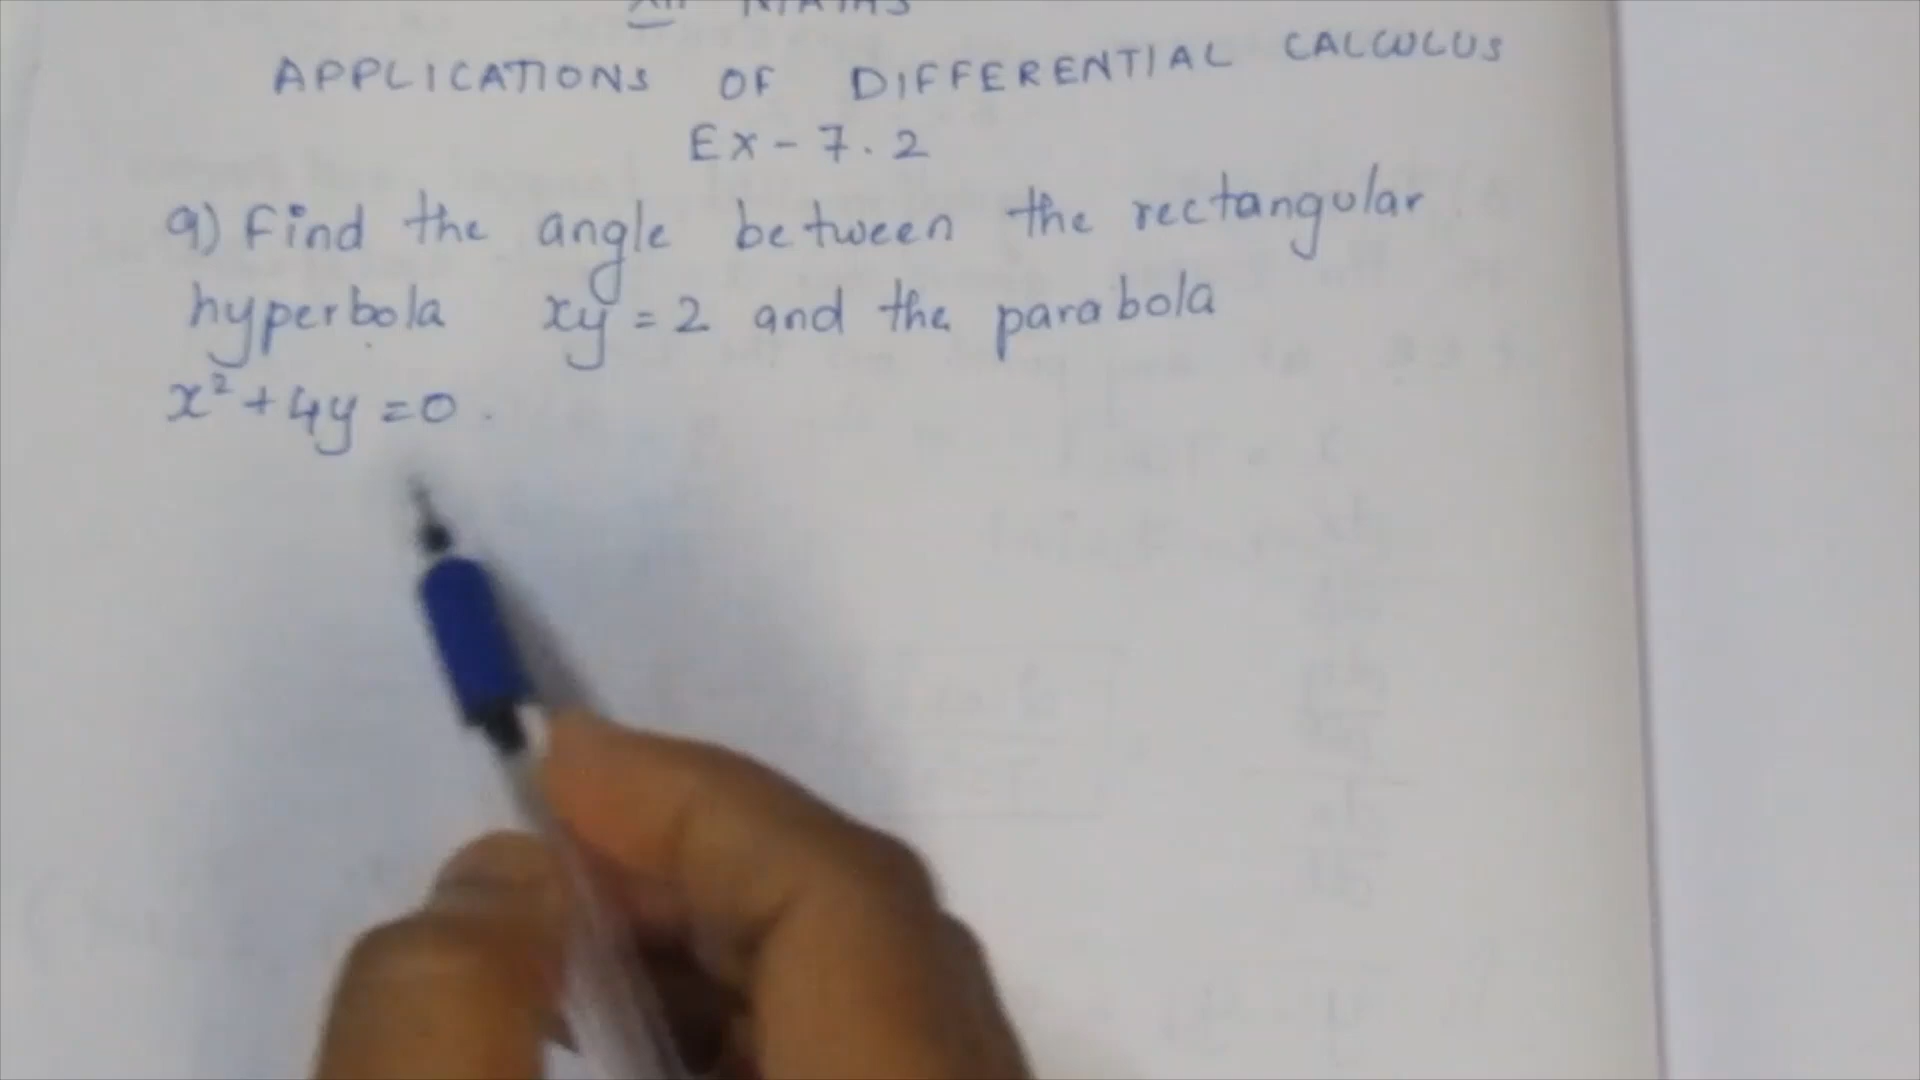 APPLICATIONS OF DIFFERENTIAL CALCULUS
Ex - 7.2
9) Find the angle between the rectangular
hyperbola xy = 2 and the parabola
x² + 4y = 0.